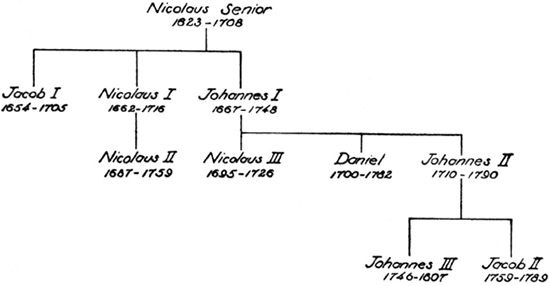 Nicolaus Senior
1623-1708
Jacob I Nicolaus I Johannes I
1654-1705 1662-1716 1667-1748
Nicolaus II Nicolaus III Daniel Johannes II
1687-1759 1695-1726 1700-1782 1710-1790
Johannes III Jacob II
1746-1807 1759-1789